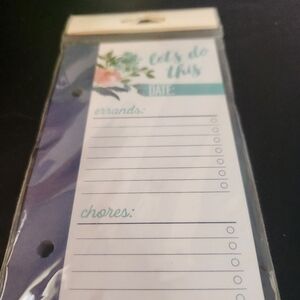 let's do
this
DATE:
errands:
chores: